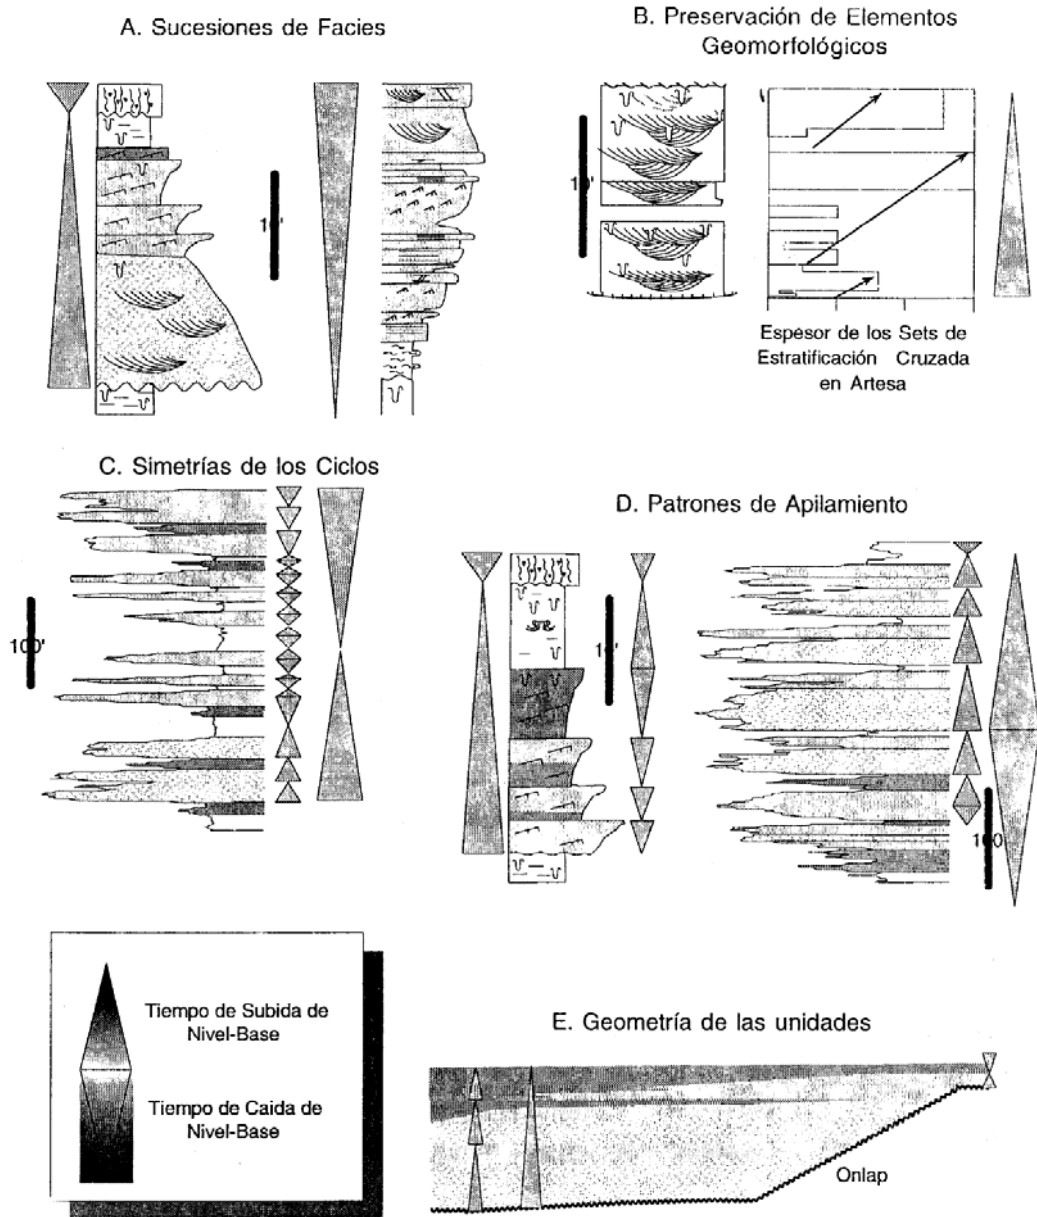 A. Sucesiones de Facies
B. Preservación de Elementos
Geomorfológicos
Espesor de los Sets de
Estratificación Cruzada
en Artesa
C. Simetrías de los Ciclos
100'
D. Patrones de Apilamiento
Tiempo de Subida de
Nivel-Base
Tiempo de Caida de
Nivel-Base
E. Geometría de las unidades
Onlap